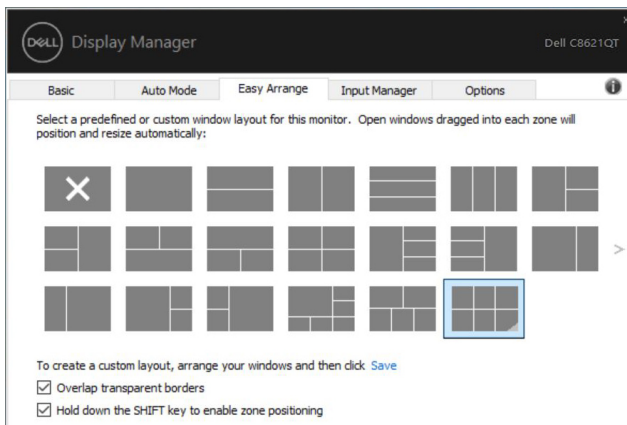 DELL Display Manager
Dell C8621QT
Basic Auto Mode Easy Arrange Input Manager Options
Select a predefined or custom window layout for this monitor. Open windows dragged into each zone will
position and resize automatically:
To create a custom layout, arrange your windows and then click Save
Overlap transparent borders
Hold down the SHIFT key to enable zone positioning